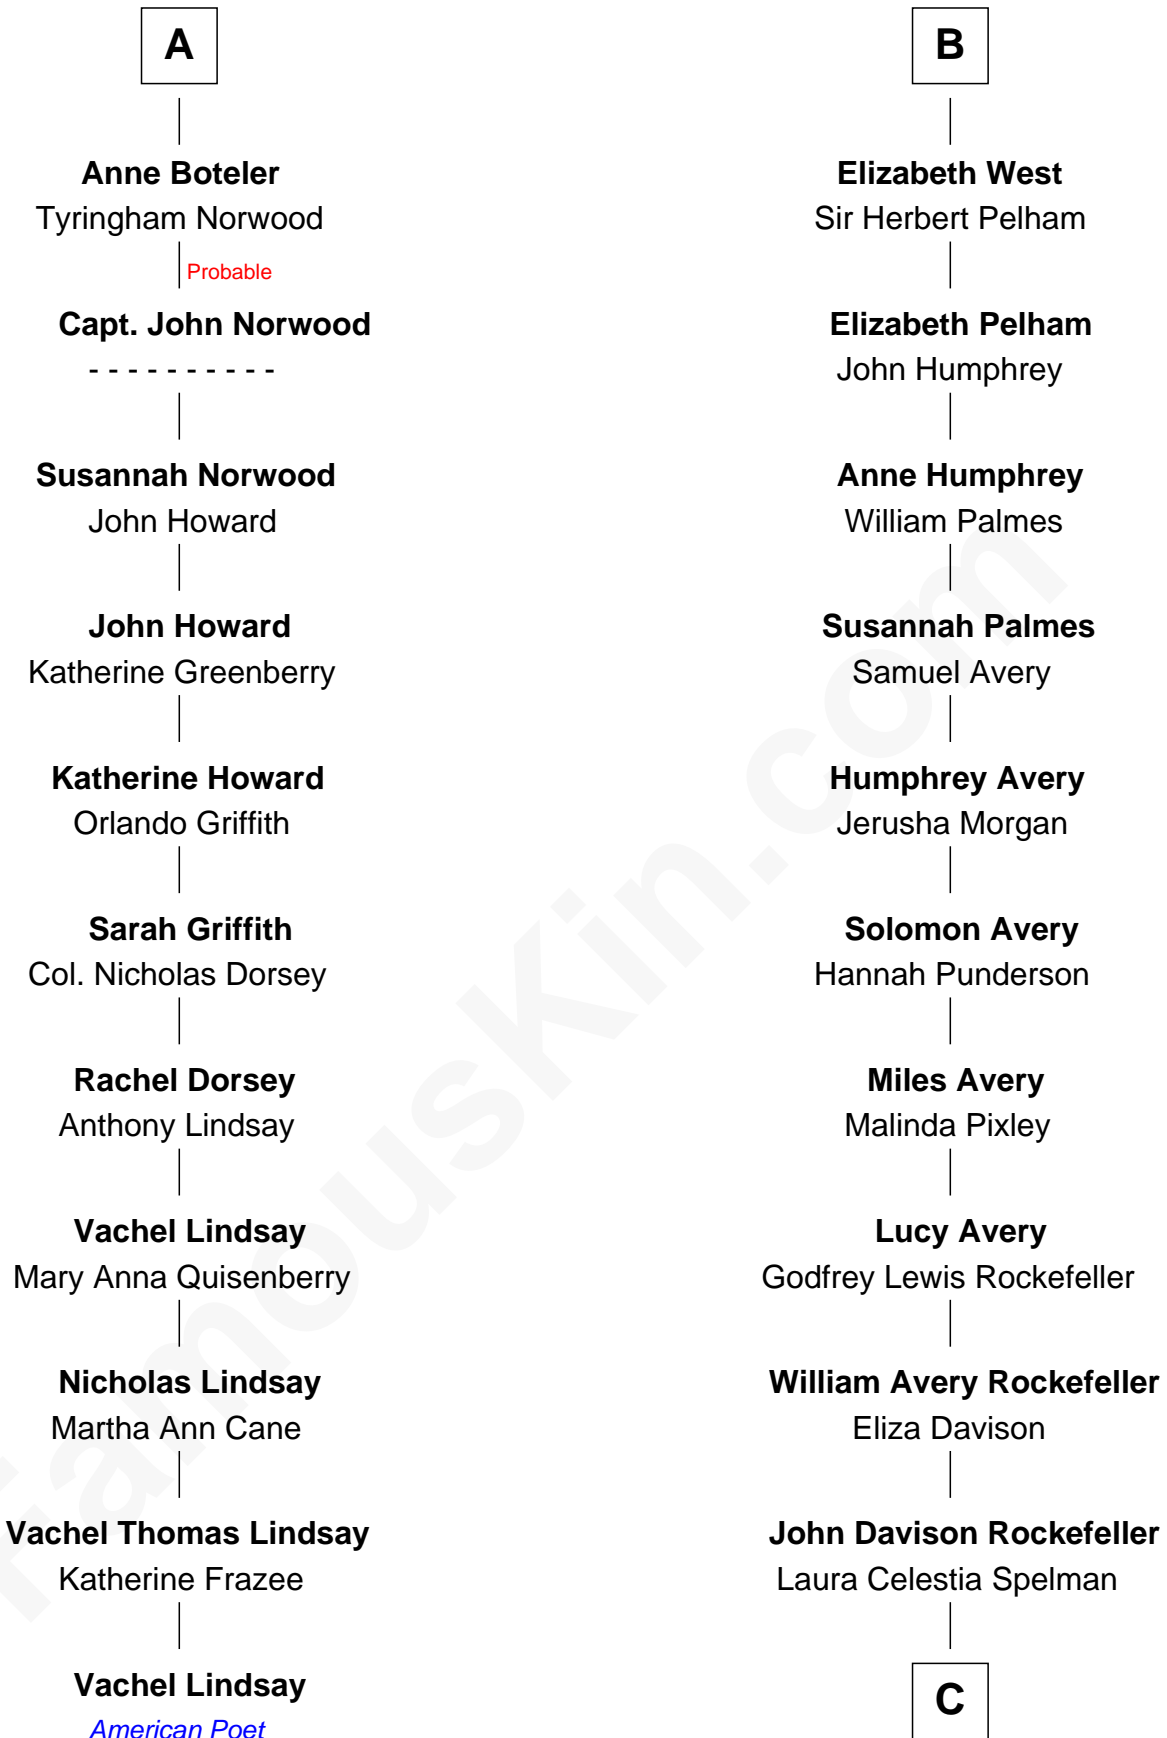 A
Anne Boteler
Tyringham Norwood
Probable
Capt. John Norwood
- - - - - - - - - -
Susannah Norwood
John Howard
John Howard
Katherine Greenberry
Katherine Howard
Orlando Griffith
Sarah Griffith
Col. Nicholas Dorsey
Rachel Dorsey
Anthony Lindsay
Vachel Lindsay
Mary Anna Quisenberry
Nicholas Lindsay
Martha Ann Cane
Vachel Thomas Lindsay
Katherine Frazee
Vachel Lindsay
American Poet
B
Elizabeth West
Sir Herbert Pelham
Elizabeth Pelham
John Humphrey
Anne Humphrey
William Palmes
Susannah Palmes
Samuel Avery
Humphrey Avery
Jerusha Morgan
Solomon Avery
Hannah Punderson
Miles Avery
Malinda Pixley
Lucy Avery
Godfrey Lewis Rockefeller
William Avery Rockefeller
Eliza Davison
John Davison Rockefeller
Laura Celestia Spelman
C
FamousKin.com